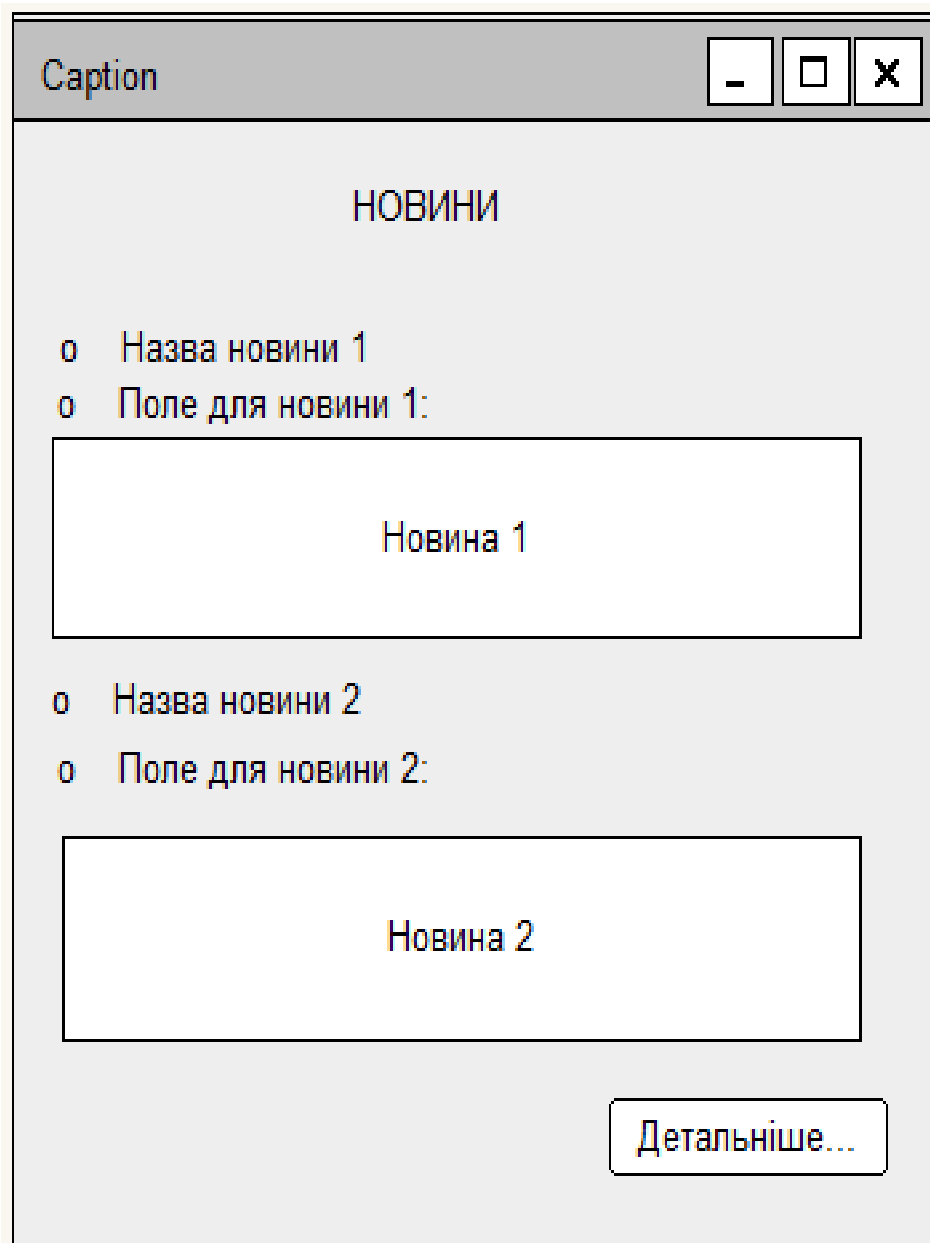 Caption
НОВИНИ
o Назва новини 1
o Поле для новини 1:
Новина 1
o Назва новини 2
o Поле для новини 2:
Новина 2
Детальніше...